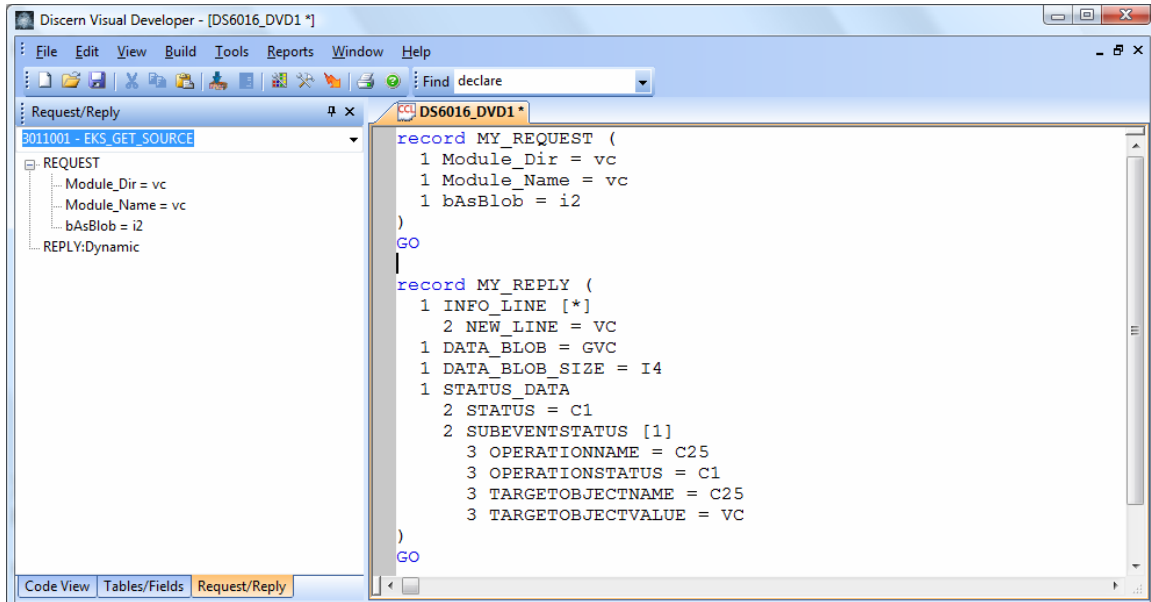 Discern Visual Developer - [DS6016_DVD1 *]
File Edit View Build Tools Reports Window Help
Find declare
Request/Reply
3011001 - EKS_GET_SOURCE
REQUEST
Module_Dir = vc
Module_Name = vc
bAsBlob = i2
REPLY:Dynamic
Code View Tables/Fields Request/Reply
CCL DS6016_DVD1 *
record MY_REQUEST (
1 Module_Dir = vc
1 Module_Name = vc
1 bAsBlob = i2
)
GO
record MY_REPLY (
1 INFO_LINE [*]
2 NEW_LINE = VC
1 DATA_BLOB = GVC
1 DATA_BLOB_SIZE = I4
1 STATUS_DATA
2 STATUS = C1
2 SUBEVENTSTATUS [1]
3 OPERATIONNAME = C25
3 OPERATIONSTATUS = C1
3 TARGETOBJECTNAME = C25
3 TARGETOBJECTVALUE = VC
)
GO